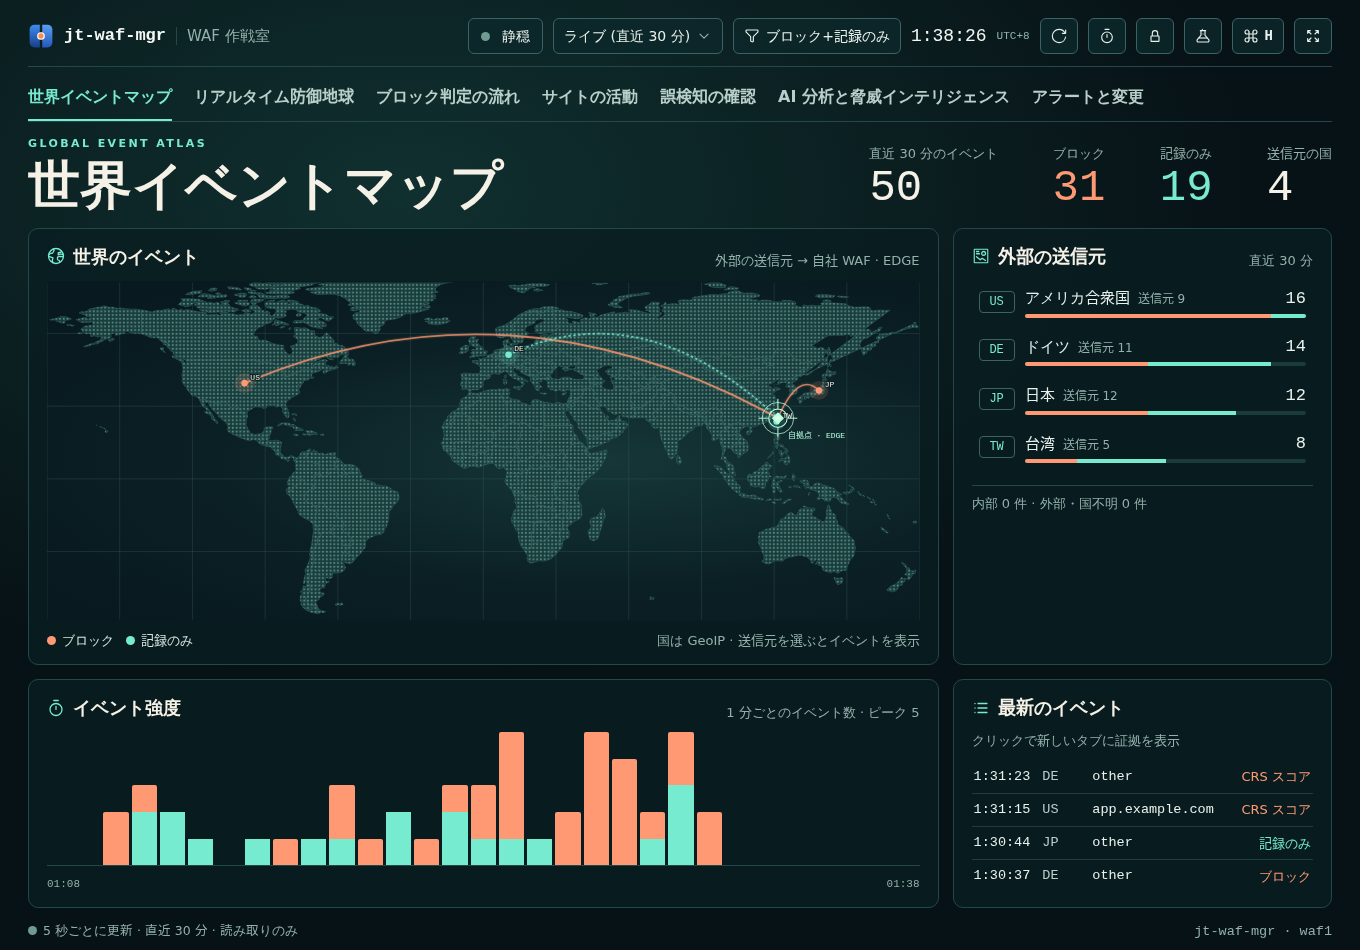 jt-waf-mgr WAF 作戦室 静穏 ライブ (直近 30 分) ブロック+記録のみ 1:38:26 UTC+8 ⌘ H
世界イベントマップ リアルタイム防御地球 ブロック判定の流れ サイトの活動 誤検知の確認 AI 分析と脅威インテリジェンス アラートと変更
GLOBAL EVENT ATLAS
世界イベントマップ
直近 30 分のイベント ブロック 記録のみ 送信元の国
50 31 19 4
世界のイベント
外部の送信元 → 自社 WAF · EDGE
US
DE
JP
自拠点 · EDGE
ブロック 記録のみ
国は GeoIP · 送信元を選ぶとイベントを表示
外部の送信元
直近 30 分
US アメリカ合衆国 送信元 9 16
DE ドイツ 送信元 11 14
JP 日本 送信元 12 12
TW 台湾 送信元 5 8
内部 0 件 · 外部・国不明 0 件
イベント強度
1 分ごとのイベント数 · ピーク 5
01:08 01:38
最新のイベント
クリックで新しいタブに証拠を表示
1:31:23 DE other CRS スコア
1:31:15 US app.example.com CRS スコア
1:30:44 JP other 記録のみ
1:30:37 DE other ブロック
5 秒ごとに更新 · 直近 30 分 · 読み取りのみ
jt-waf-mgr · waf1